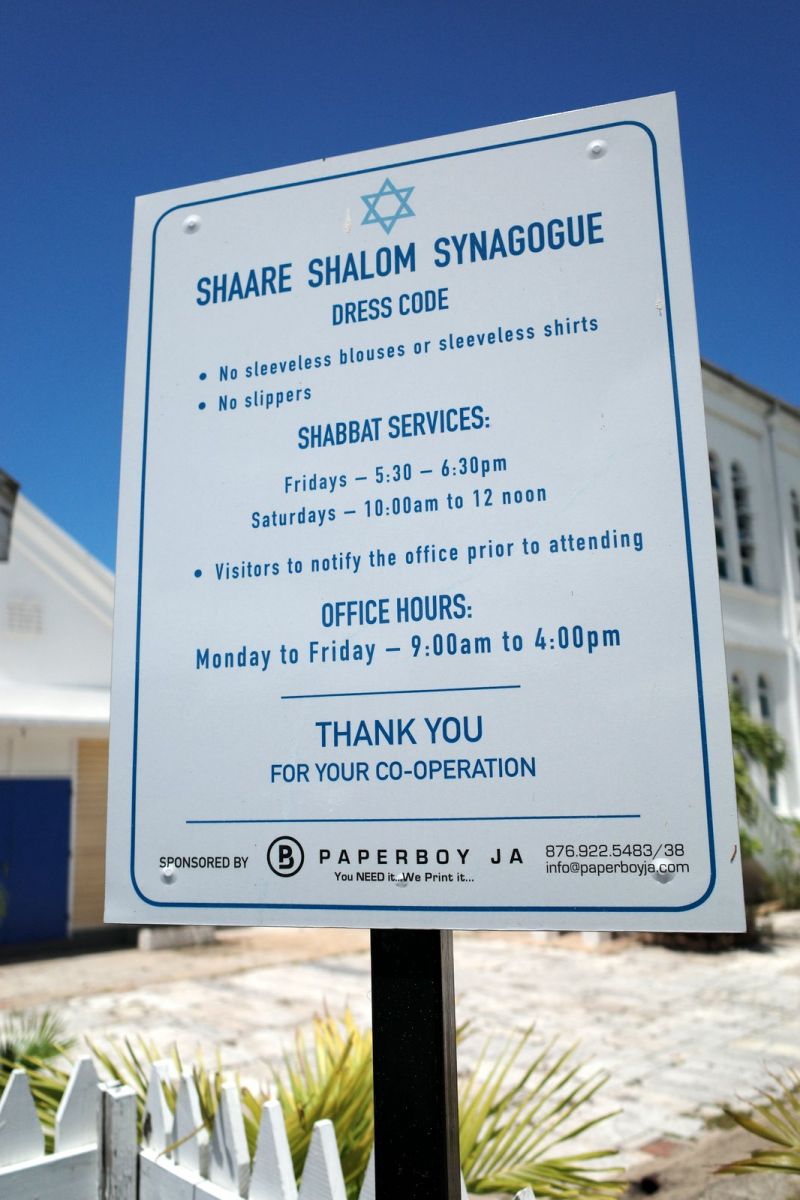 SHAARE SHALOM SYNAGOGUE
DRESS CODE
• No sleeveless blouses or sleeveless shirts
• No slippers
SHABBAT SERVICES:
Fridays – 5:30 – 6:30pm
Saturdays – 10:00am to 12 noon
• Visitors to notify the office prior to attending
OFFICE HOURS:
Monday to Friday – 9:00am to 4:00pm
THANK YOU
FOR YOUR CO-OPERATION
SPONSORED BY B PAPERBOY JA
You NEED it...We Print it...
876.922.5483/38
info@paperboyja.com